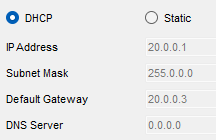 DHCP Static
IP Address 20.0.0.1
Subnet Mask 255.0.0.0
Default Gateway 20.0.0.3
DNS Server 0.0.0.0